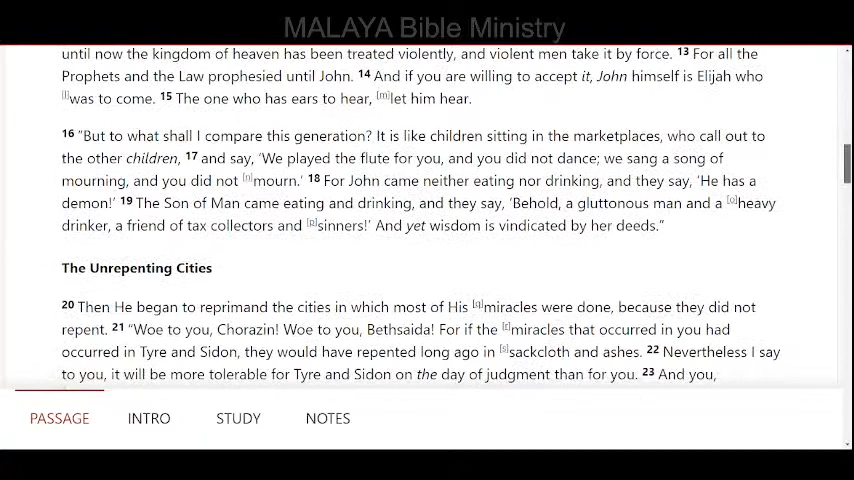 MALAYA Bible Ministry
until now the kingdom of heaven has been treated violently, and violent men take it by force. 13 For all the
Prophets and the Law prophesied until John. 14 And if you are willing to accept it, John himself is Elijah who
[l]was to come. 15 The one who has ears to hear, [m]let him hear.
16 “But to what shall I compare this generation? It is like children sitting in the marketplaces, who call out to
the other children, 17 and say, ‘We played the flute for you, and you did not dance; we sang a song of
mourning, and you did not [n]mourn.’ 18 For John came neither eating nor drinking, and they say, ‘He has a
demon!’ 19 The Son of Man came eating and drinking, and they say, ‘Behold, a gluttonous man and a [o]heavy
drinker, a friend of tax collectors and [p]sinners!’ And yet wisdom is vindicated by her deeds.”
The Unrepenting Cities
20 Then He began to reprimand the cities in which most of His [q]miracles were done, because they did not
repent. 21 “Woe to you, Chorazin! Woe to you, Bethsaida! For if the [r]miracles that occurred in you had
occurred in Tyre and Sidon, they would have repented long ago in [s]sackcloth and ashes. 22 Nevertheless I say
to you, it will be more tolerable for Tyre and Sidon on the day of judgment than for you. 23 And you,
PASSAGE INTRO STUDY NOTES